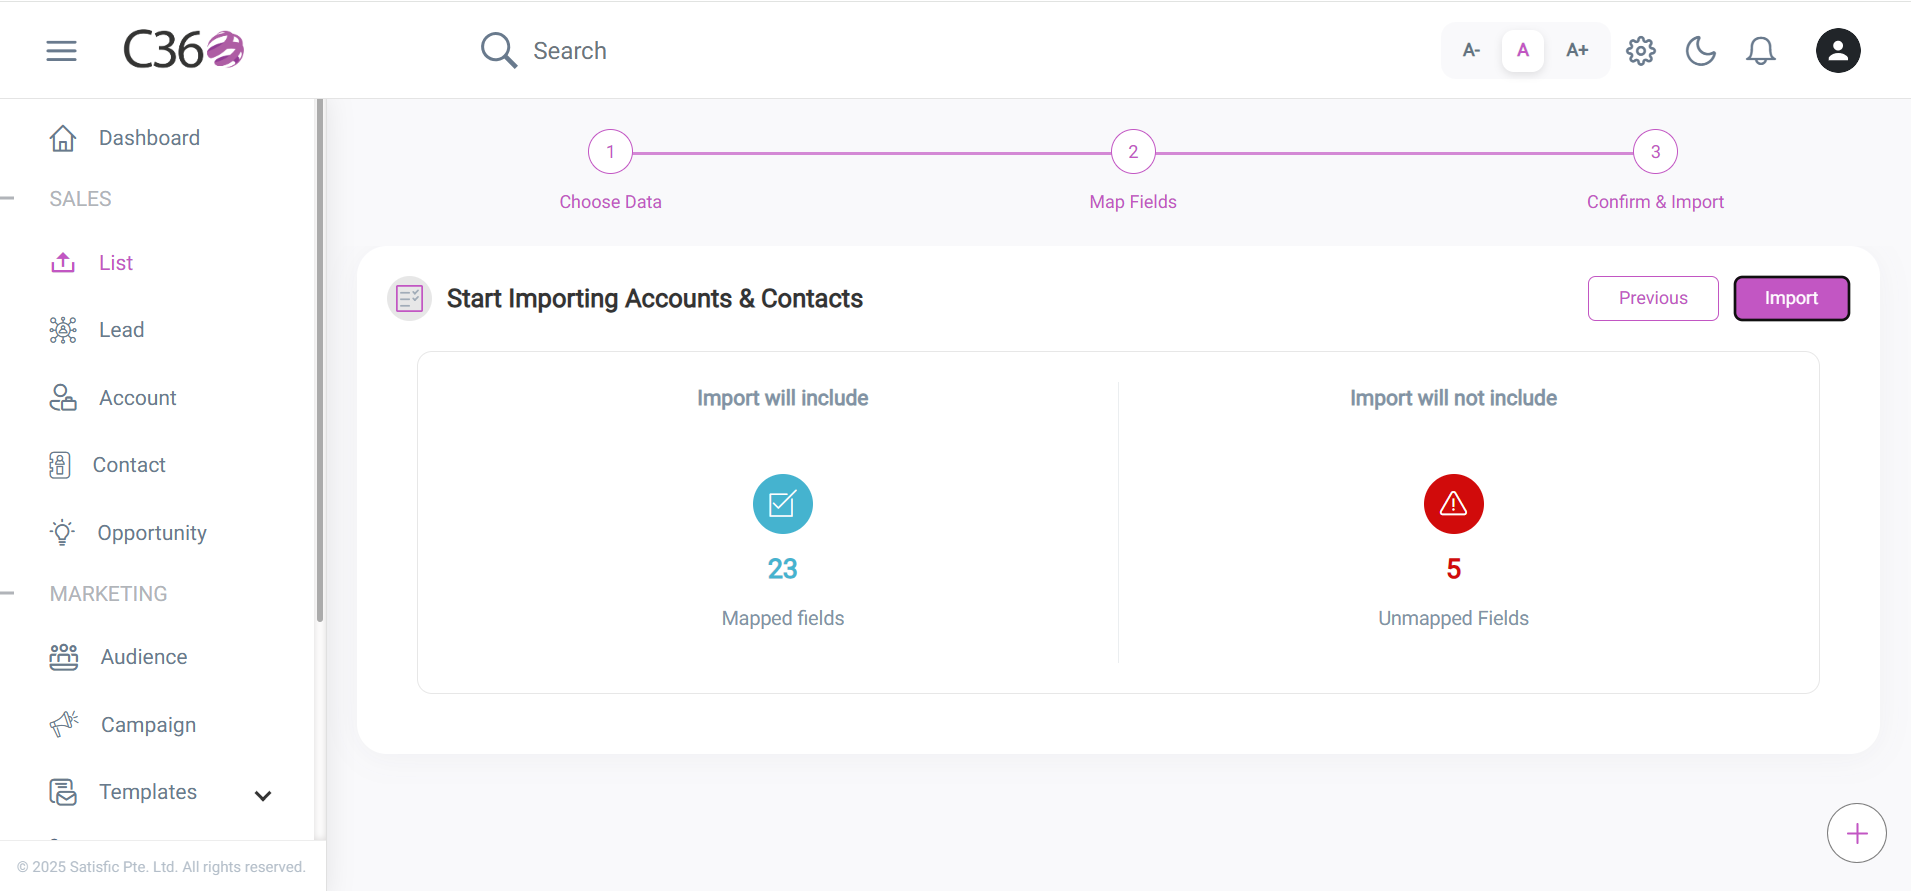 C360
Search
A-
A
A+
Dashboard
SALES
List
Lead
Account
Contact
Opportunity
MARKETING
Audience
Campaign
Templates
© 2025 Satisfic Pte. Ltd. All rights reserved.
1
2
3
Choose Data
Map Fields
Confirm & Import
Start Importing Accounts & Contacts
Previous
Import
Import will include
23
Mapped fields
Import will not include
5
Unmapped Fields